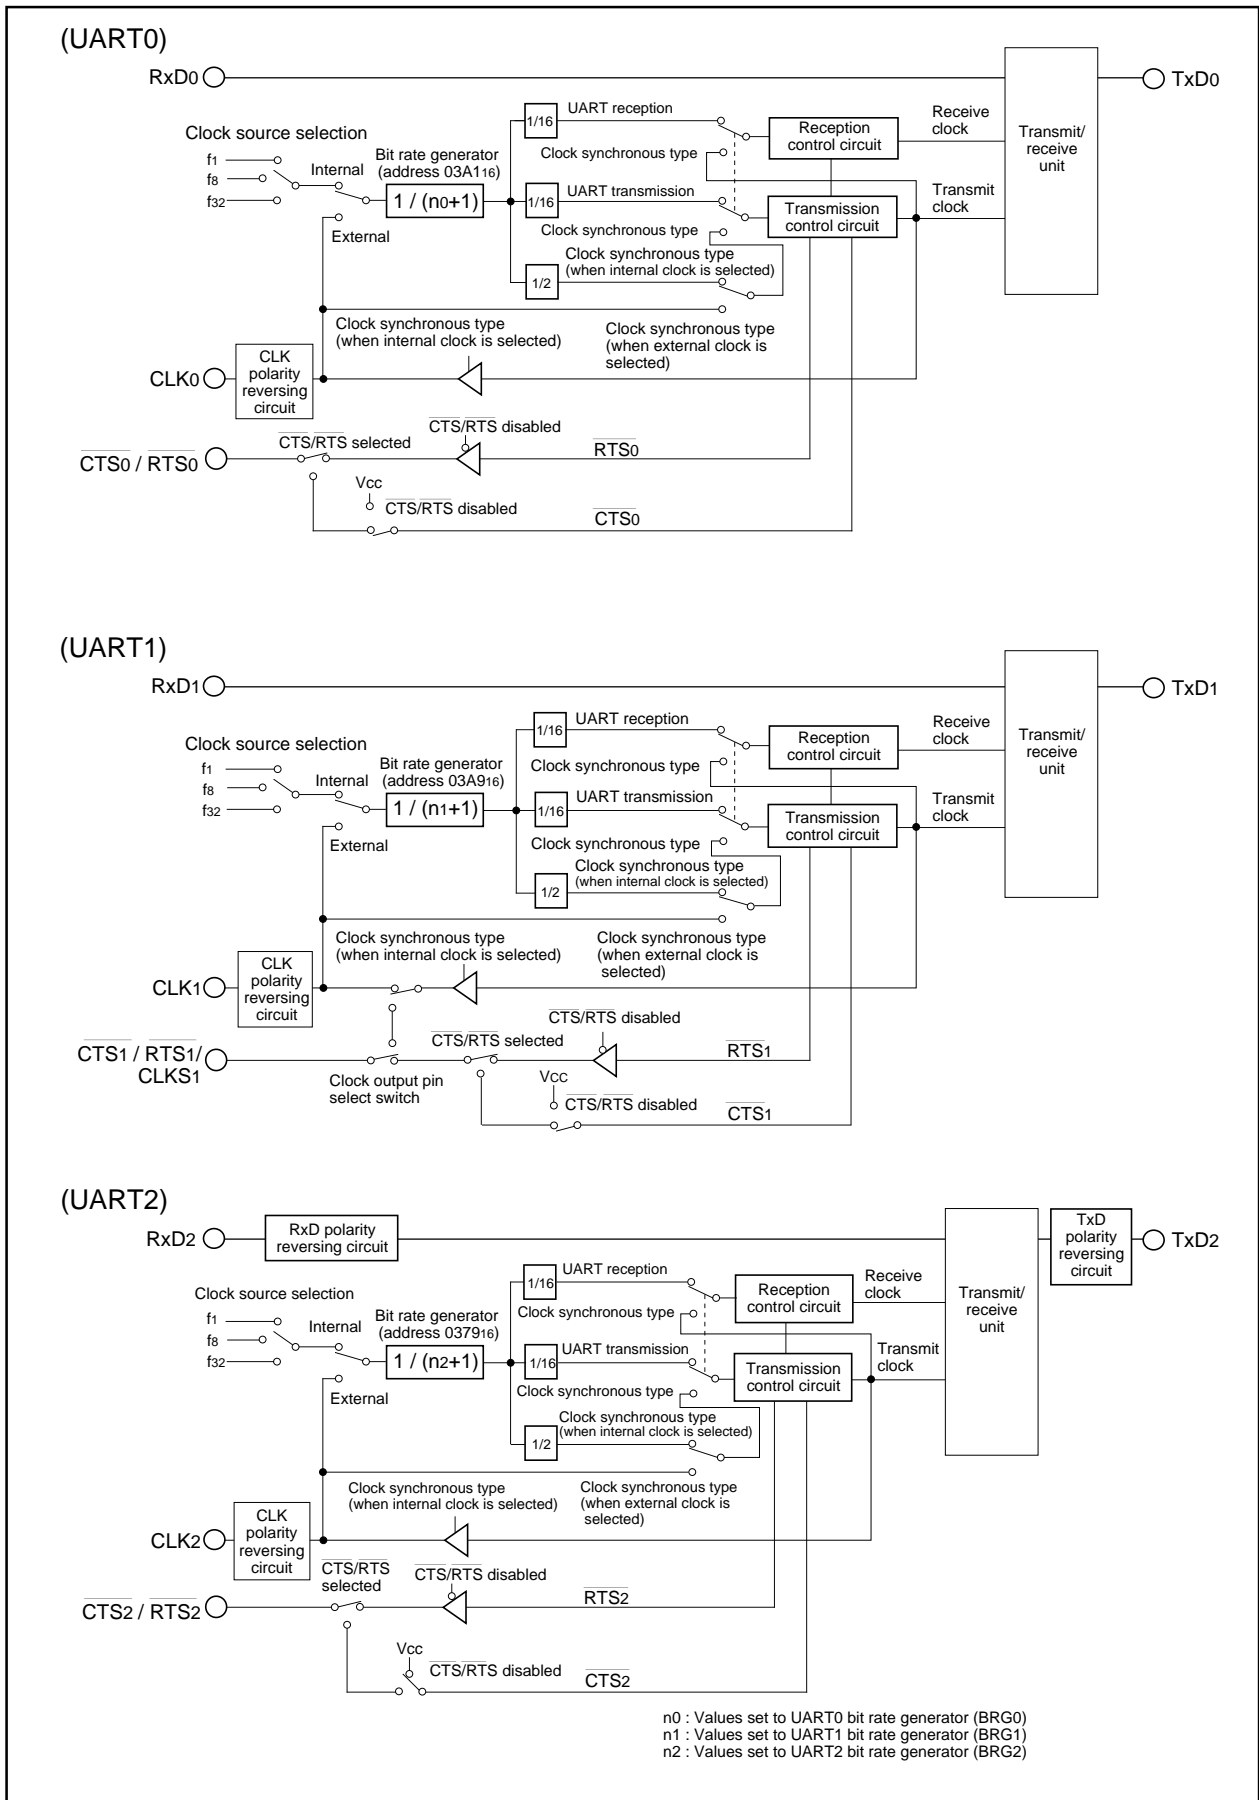 (UART0)
RxD0
TxD0
Clock source selection
f1
f8
f32
Internal
External
Bit rate generator
(address 03A116)
1 / (n0+1)
1/16
UART reception
Clock synchronous type
1/16
UART transmission
Clock synchronous type
1/2
Clock synchronous type
(when internal clock is selected)
Reception
control circuit
Transmission
control circuit
Receive
clock
Transmit
clock
Transmit/
receive
unit
Clock synchronous type
(when internal clock is selected)
Clock synchronous type
(when external clock is
selected)
CLK0
CLK
polarity
reversing
circuit
CTS0 / RTS0
CTS/RTS selected
CTS/RTS disabled
RTS0
Vcc
CTS/RTS disabled
CTS0
(UART1)
RxD1
TxD1
Clock source selection
f1
f8
f32
Internal
External
Bit rate generator
(address 03A916)
1 / (n1+1)
1/16
UART reception
Clock synchronous type
1/16
UART transmission
Clock synchronous type
1/2
Clock synchronous type
(when internal clock is selected)
Reception
control circuit
Transmission
control circuit
Receive
clock
Transmit
clock
Transmit/
receive
unit
Clock synchronous type
(when internal clock is selected)
Clock synchronous type
(when external clock is
selected)
CLK1
CLK
polarity
reversing
circuit
CTS1 / RTS1/
CLKS1
Clock output pin
select switch
CTS/RTS selected
CTS/RTS disabled
RTS1
VCC
CTS/RTS disabled
CTS1
(UART2)
RxD2
RxD polarity
reversing circuit
TxD
polarity
reversing
circuit
TxD2
Clock source selection
f1
f8
f32
Internal
External
Bit rate generator
(address 037916)
1 / (n2+1)
1/16
UART reception
Clock synchronous type
1/16
UART transmission
Clock synchronous type
1/2
Clock synchronous type
(when internal clock is selected)
Reception
control circuit
Transmission
control circuit
Receive
clock
Transmit
clock
Transmit/
receive
unit
Clock synchronous type
(when internal clock is selected)
Clock synchronous type
(when external clock is
selected)
CLK2
CLK
polarity
reversing
circuit
CTS2 / RTS2
CTS/RTS
selected
CTS/RTS disabled
RTS2
Vcc
CTS/RTS disabled
CTS2
n0 : Values set to UART0 bit rate generator (BRG0)
n1 : Values set to UART1 bit rate generator (BRG1)
n2 : Values set to UART2 bit rate generator (BRG2)